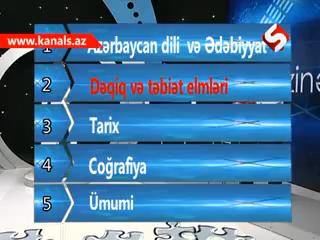 www.kanals.az
1 Azərbaycan dili və Ədəbiyyat
2 Dəqiq və təbiət elmləri
3 Tarix
4 Coğrafiya
5 Ümumi